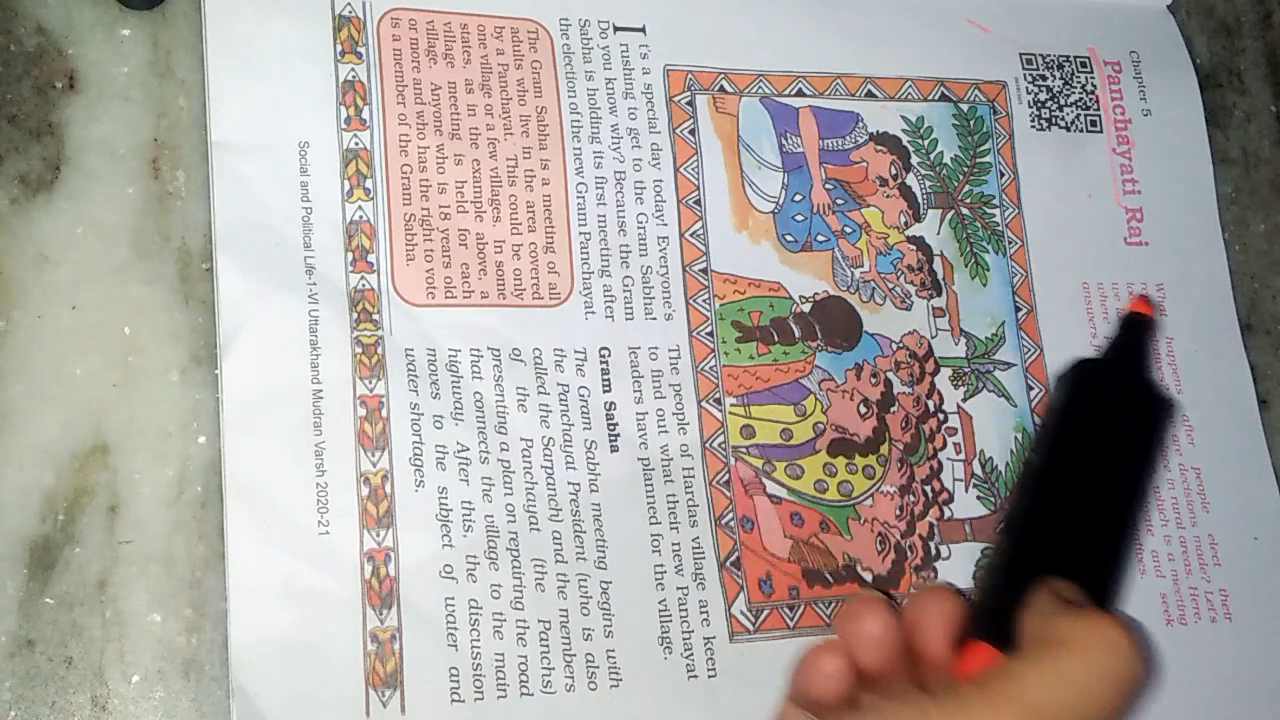 Chapter 5
Panchayati Raj
What happens after people elect their
are decisions made? Let's
place in rural areas. Here,
which is a meeting
where and seek
answers
It's a special day today! Everyone's
rushing to get to the Gram Sabha!
Do you know why? Because the Gram
Sabha is holding its first meeting after
the election of the new Gram Panchayat.
The Gram Sabha is a meeting of all
adults who live in the area covered
by a Panchayat. This could be only
one village or a few villages. In some
states, as in the example above, a
village meeting is held for each
village. Anyone who is 18 years old
or more and who has the right to vote
is a member of the Gram Sabha.
The people of Hardas village are keen
to find out what their new Panchayat
leaders have planned for the village.
Gram Sabha
The Gram Sabha meeting begins with
the Panchayat President (who is also
called the Sarpanch) and the members
of the Panchayat (the Panchs)
presenting a plan on repairing the road
that connects the village to the main
highway. After this, the discussion
moves to the subject of water and
water shortages.
Social and Political Life-1-VI Uttarakhand Mudran Varsh 2020-21